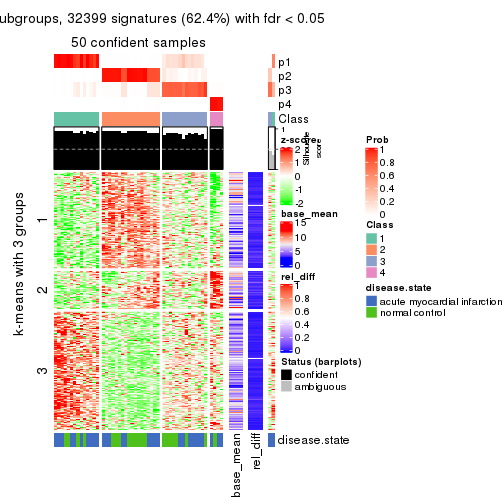 ubgroups, 32399 signatures (62.4%) with fdr < 0.05
50 confident samples
p1
p2
p3
p4
Class
1
Silhouette
score
k-means with 3 groups
1
2
3
base_mean
rel_diff
disease.state
z-score
2
1
0
-1
-2
base_mean
15
10
5
0
rel_diff
1
0.8
0.6
0.4
0.2
0
Status (barplots)
confident
ambiguous
Prob
1
0.8
0.6
0.4
0.2
0
Class
1
2
3
4
disease.state
acute myocardial infarction
normal control